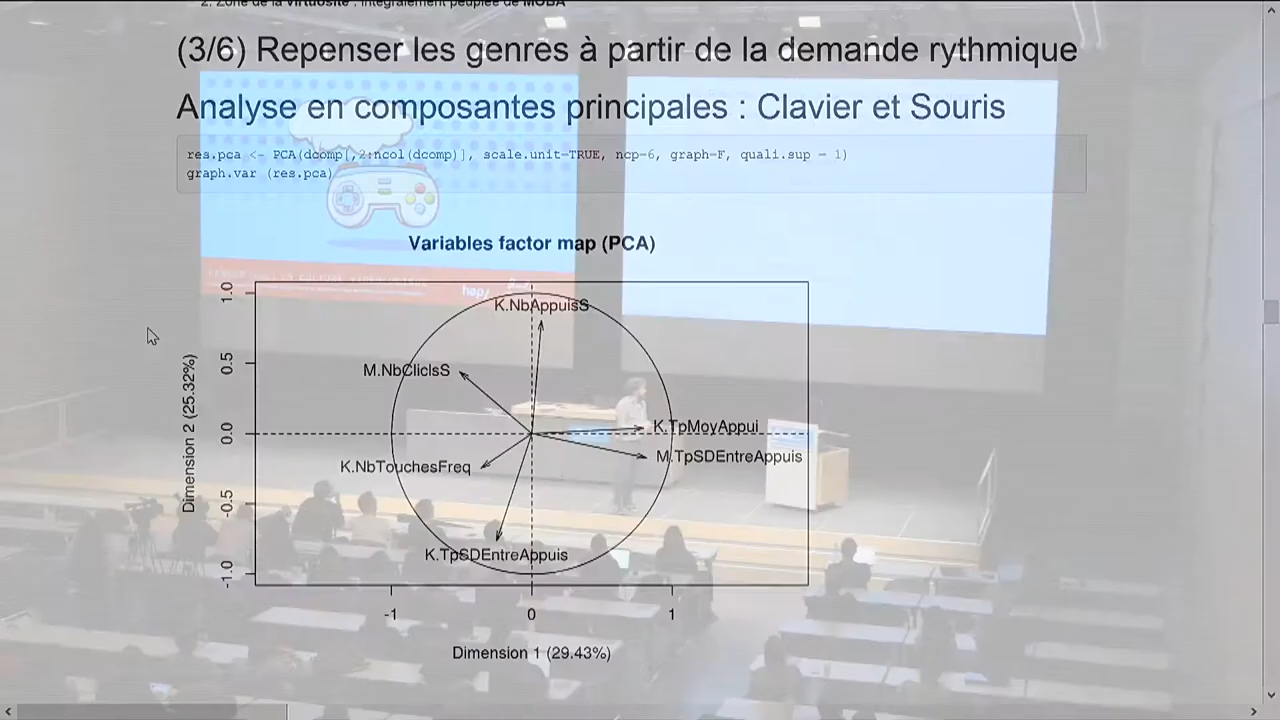 2. Zone de la virtuosité : intégralement peuplée de MOBA
(3/6) Repenser les genres à partir de la demande rythmique
Analyse en composantes principales : Clavier et Souris
res.pca <- PCA(dcomp[,2:ncol(dcomp)], scale.unit=TRUE, ncp=6, graph=F, quali.sup = 1)
graph.var (res.pca)
Variables factor map (PCA)
hep/
1.0
K.NbAppuisS
0.5
M.NbClicIsS
Dimension 2 (25.32%)
0.0
K.TpMoyAppui
M.TpSDEntreAppuis
K.NbTouchesFreq
-0.5
K.TpSDEntreAppuis
-1.0
-1
0
1
Dimension 1 (29.43%)